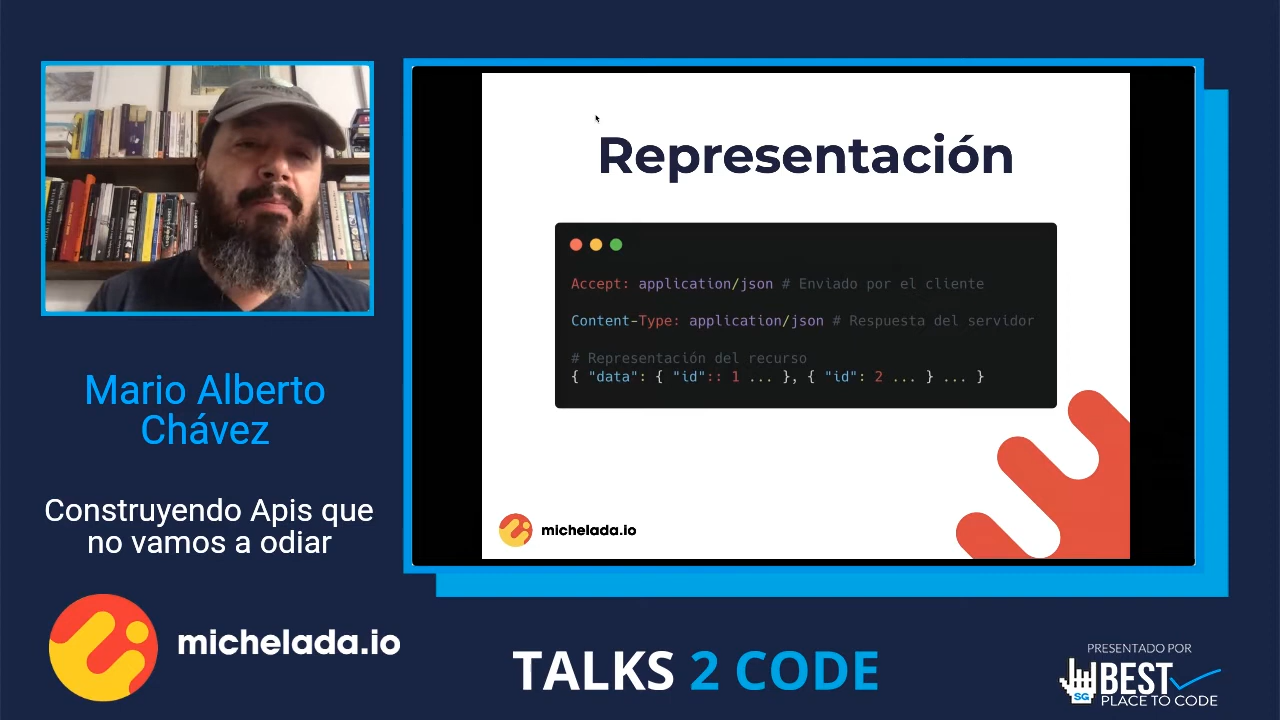 Representación
Accept: application/json # Enviado por el cliente
Content-Type: application/json # Respuesta del servidor
# Representación del recurso
{ "data": { "id":: 1 ... }, { "id": 2 ... } ... }
michelada.io
Mario Alberto
Chávez
Construyendo Apis que
no vamos a odiar
michelada.io
TALKS 2 CODE
PRESENTADO POR
SG
BEST
PLACE TO CODE